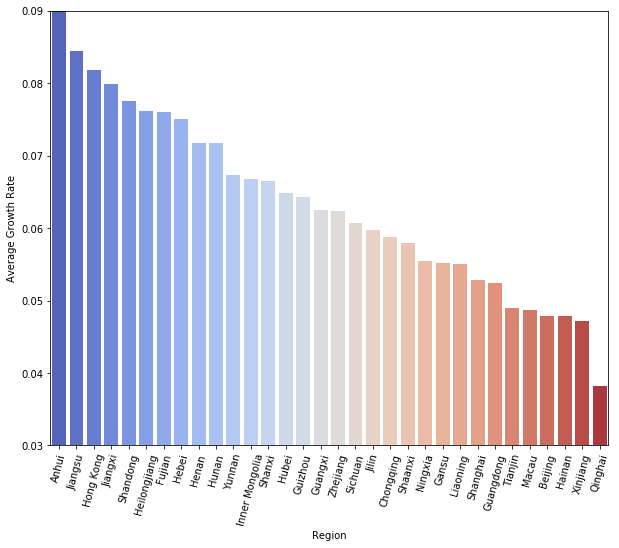 0.09
0.08
0.07
0.06
0.05
0.04
0.03
Average Growth Rate
Anhui
Jiangsu
Hong Kong
Jiangxi
Shandong
Heilongjiang
Fujian
Hebei
Henan
Hunan
Yunnan
Inner Mongolia
Shanxi
Hubei
Guizhou
Guangxi
Zhejiang
Sichuan
Jilin
Chongqing
Shaanxi
Ningxia
Gansu
Liaoning
Shanghai
Guangdong
Tianjin
Macau
Beijing
Hainan
Xinjiang
Qinghai
Region